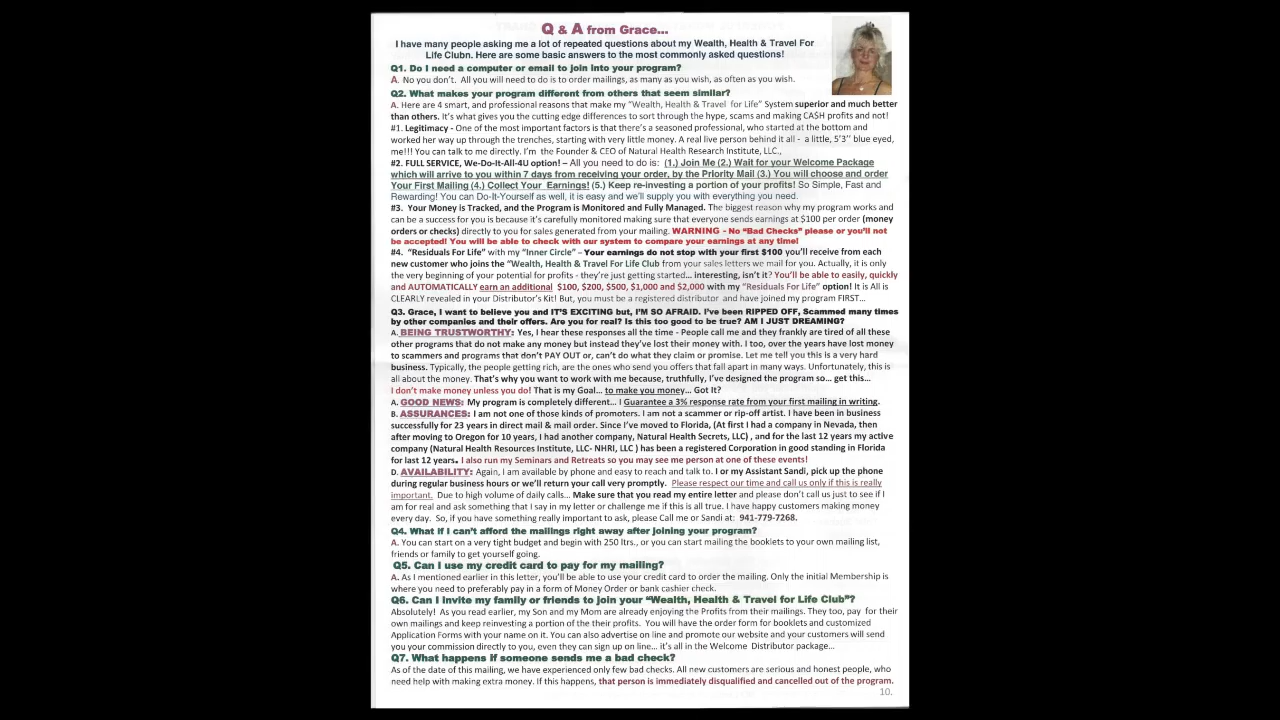 Q & A from Grace...
I have many people asking me a lot of repeated questions about my Wealth, Health & Travel For
Life Clubn. Here are some basic answers to the most commonly asked questions!
Q1. Do I need a computer or email to join into your program?
A. No you don't.  All you will need to do is to order mailings, as many as you wish, as often as you wish.
Q2. What makes your program different from others that seem similar?
A. Here are 4 smart, and professional reasons that make my "Wealth, Health & Travel  for Life" System superior and much better
than others. It's what gives you the cutting edge differences to sort through the hype, scams and making CA$H profits and not!
#1. Legitimacy - One of the most important factors is that there's a seasoned professional, who started at the bottom and
worked her way up through the trenches, starting with very little money. A real live person behind it all -  a little, 5'3'' blue eyed,
me!!! You can talk to me directly. I'm  the Founder & CEO of Natural Health Research Institute, LLC.,
#2. FULL SERVICE, We-Do-It-All-4U option! – All you need to do is:  (1.) Join Me (2.) Wait for your Welcome Package
which will arrive to you within 7 days from receiving your order, by the Priority Mail (3.) You will choose and order
Your First Mailing (4.) Collect Your  Earnings! (5.) Keep re-investing a portion of your profits! So Simple, Fast and
Rewarding! You can Do-It-Yourself as well, it is easy and we'll supply you with everything you need.
#3.  Your Money is Tracked, and the Program is Monitored and Fully Managed. The biggest reason why my program works and
can be a success for you is because it's carefully monitored making sure that everyone sends earnings at $100 per order (money
orders or checks) directly to you for sales generated from your mailing. WARNING - No "Bad Checks" please or you'll not
be accepted! You will be able to check with our system to compare your earnings at any time!
#4.  "Residuals For Life" with my "Inner Circle" – Your earnings do not stop with your first $100 you'll receive from each
new customer who joins the "Wealth, Health & Travel For Life Club from your sales letters we mail for you. Actually, it is only
the very beginning of your potential for profits - they're just getting started... interesting, isn't it? You'll be able to easily, quickly
and AUTOMATICALLY earn an additional  $100, $200, $500, $1,000 and $2,000 with my "Residuals For Life" option! It is All is
CLEARLY revealed in your Distributor's Kit! But, you must be a registered distributor  and have joined my program FIRST...
Q3. Grace, I want to believe you and IT'S EXCITING but, I'M SO AFRAID. I've been RIPPED OFF, Scammed many times
by other companies and their offers. Are you for real? Is this too good to be true? AM I JUST DREAMING?
A. BEING TRUSTWORTHY: Yes, I hear these responses all the time - People call me and they frankly are tired of all these
other programs that do not make any money but instead they've lost their money with. I too, over the years have lost money
to scammers and programs that don't PAY OUT or, can't do what they claim or promise. Let me tell you this is a very hard
business. Typically, the people getting rich, are the ones who send you offers that fall apart in many ways. Unfortunately, this is
all about the money. That's why you want to work with me because, truthfully, I've designed the program so... get this...
I don't make money unless you do! That is my Goal... to make you money... Got it?
A. GOOD NEWS: My program is completely different... I Guarantee a 3% response rate from your first mailing in writing.
B. ASSURANCES: I am not one of those kinds of promoters. I am not a scammer or rip-off artist. I have been in business
successfully for 23 years in direct mail & mail order. Since I've moved to Florida, (At first I had a company in Nevada, then
after moving to Oregon for 10 years, I had another company, Natural Health Secrets, LLC) , and for the last 12 years my active
company (Natural Health Resources Institute, LLC- NHRI, LLC ) has been a registered Corporation in good standing in Florida
for last 12 years. I also run my Seminars and Retreats so you may see me person at one of these events!
D. AVAILABILITY: Again, I am available by phone and easy to reach and talk to. I or my Assistant Sandi, pick up the phone
during regular business hours or we'll return your call very promptly.  Please respect our time and call us only if this is really
important.  Due to high volume of daily calls... Make sure that you read my entire letter and please don't call us just to see if I
am for real and ask something that I say in my letter or challenge me if this is all true. I have happy customers making money
every day.  So, if you have something really important to ask, please Call me or Sandi at:  941-779-7268.
Q4. What if I can't afford the mailings right away after joining your program?
A. You can start on a very tight budget and begin with 250 ltrs., or you can start mailing the booklets to your own mailing list,
friends or family to get yourself going.
Q5. Can I use my credit card to pay for my mailing?
A. As I mentioned earlier in this letter, you'll be able to use your credit card to order the mailing. Only the initial Membership is
where you need to preferably pay in a form of Money Order or bank cashier check.
Q6. Can I invite my family or friends to join your "Wealth, Health & Travel for Life Club"?
Absolutely!  As you read earlier, my Son and my Mom are already enjoying the Profits from their mailings. They too, pay  for their
own mailings and keep reinvesting a portion of the their profits.  You will have the order form for booklets and customized
Application Forms with your name on it. You can also advertise on line and promote our website and your customers will send
you your commission directly to you, even they can sign up on line... it's all in the Welcome  Distributor package...
Q7. What happens if someone sends me a bad check?
As of the date of this mailing, we have experienced only few bad checks. All new customers are serious and honest people, who
need help with making extra money. If this happens, that person is immediately disqualified and cancelled out of the program.
10.